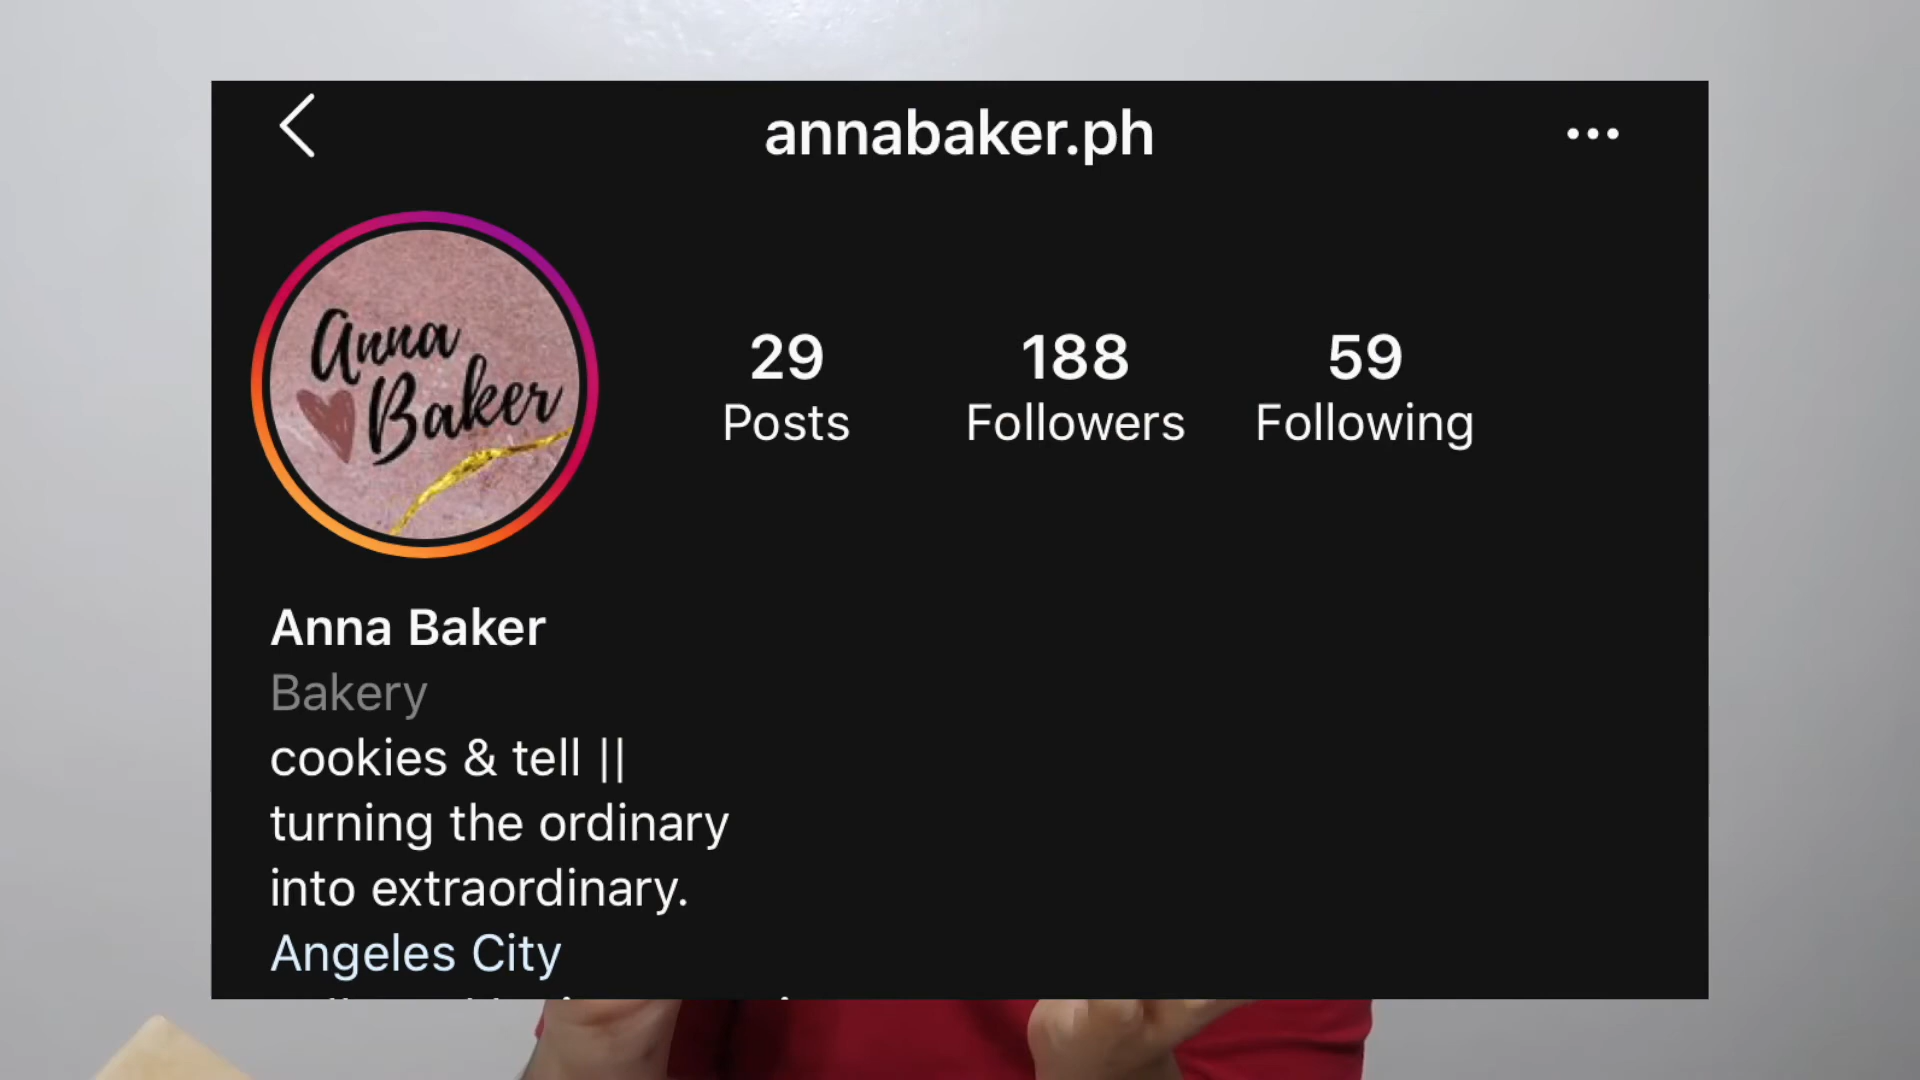 annabaker.ph
Anna
Baker
29
188
59
Posts
Followers
Following
Anna Baker
Bakery
cookies & tell ||
turning the ordinary
into extraordinary.
Angeles City